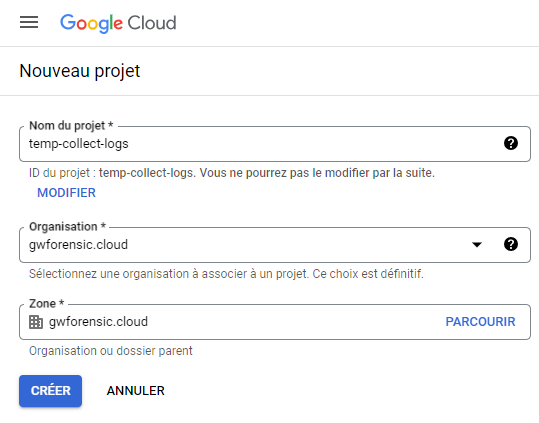 Google Cloud
Nouveau projet
Nom du projet *
temp-collect-logs
ID du projet : temp-collect-logs. Vous ne pourrez pas le modifier par la suite.
MODIFIER
Organisation *
gwforensic.cloud
Sélectionnez une organisation à associer à un projet. Ce choix est définitif.
Zone *
gwforensic.cloud PARCOURIR
Organisation ou dossier parent
CRÉER ANNULER